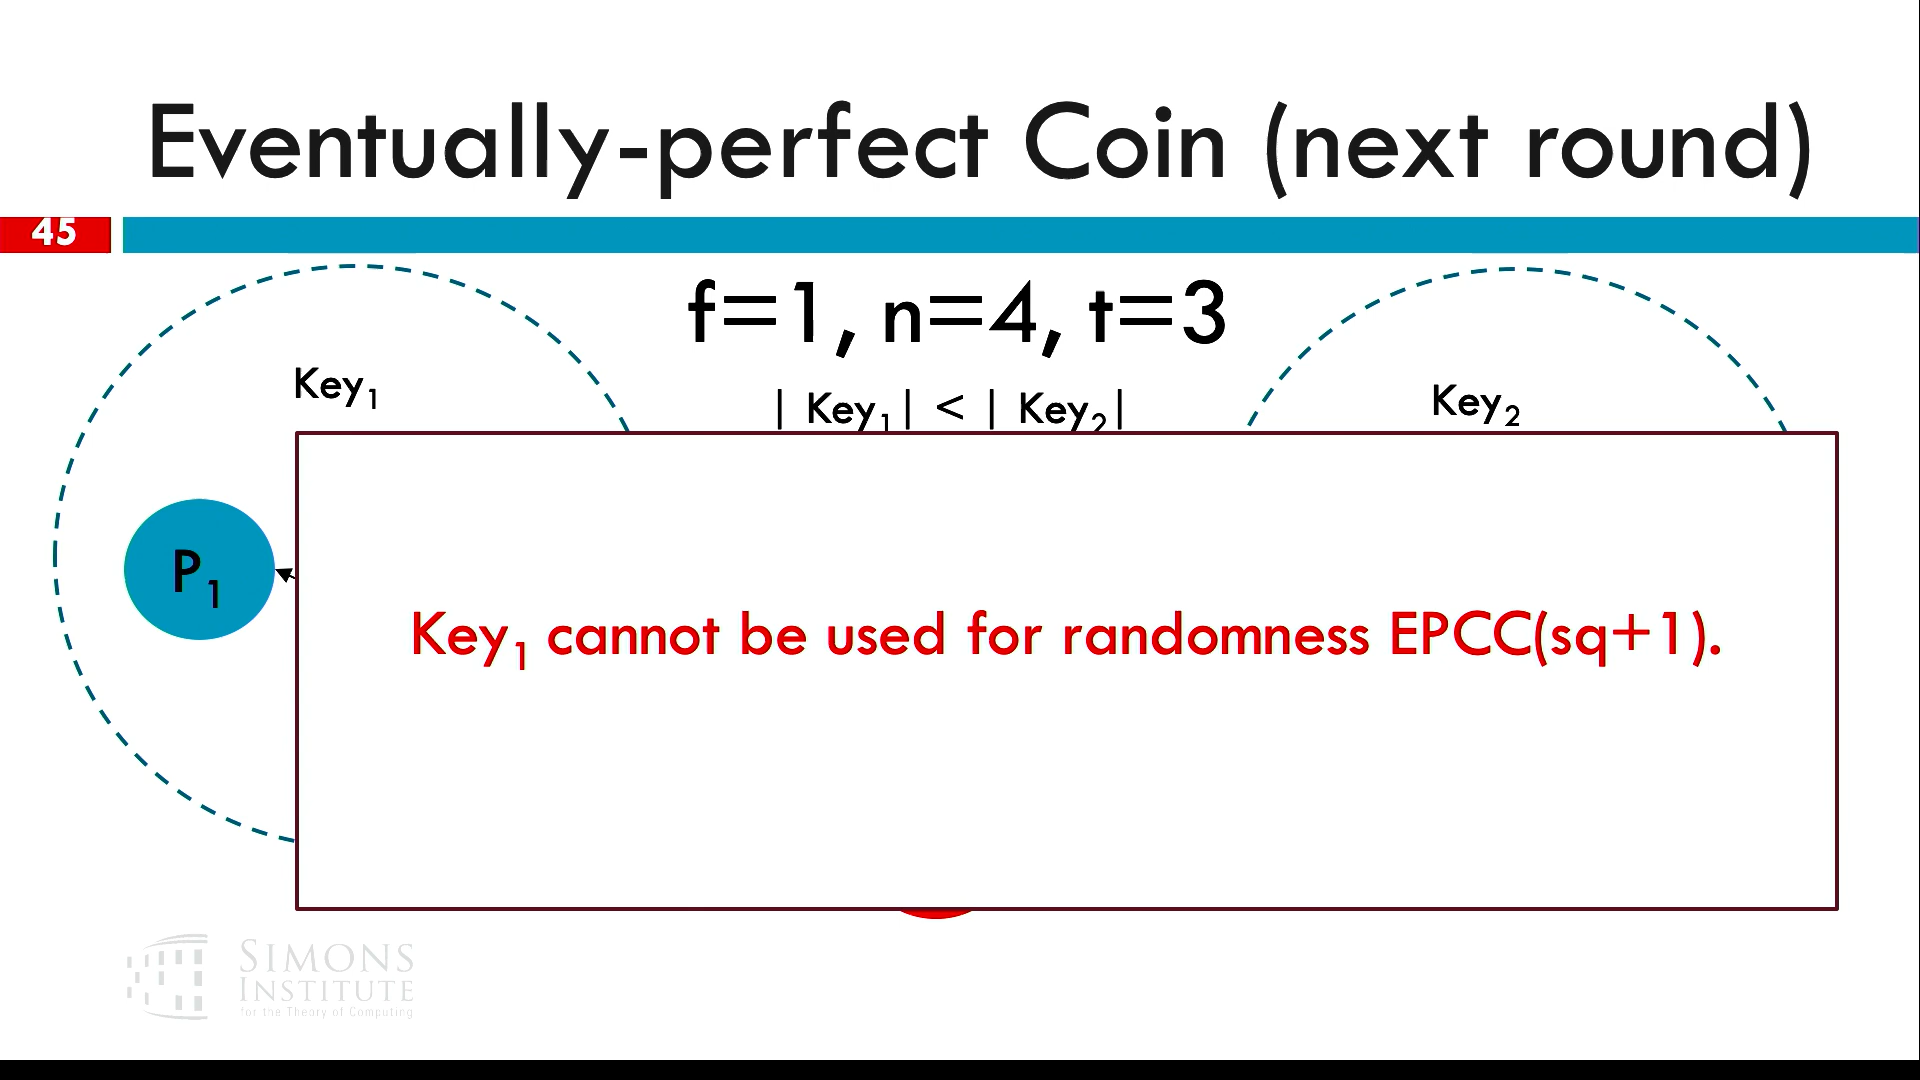 Eventually-perfect Coin (next round)
45
f=1, n=4, t=3
Key₁
| Key₁| < | Key₂|
Key₂
P₁
Key₁ cannot be used for randomness EPCC(sq+1).
SIMONS
INSTITUTE
for the Theory of Computing